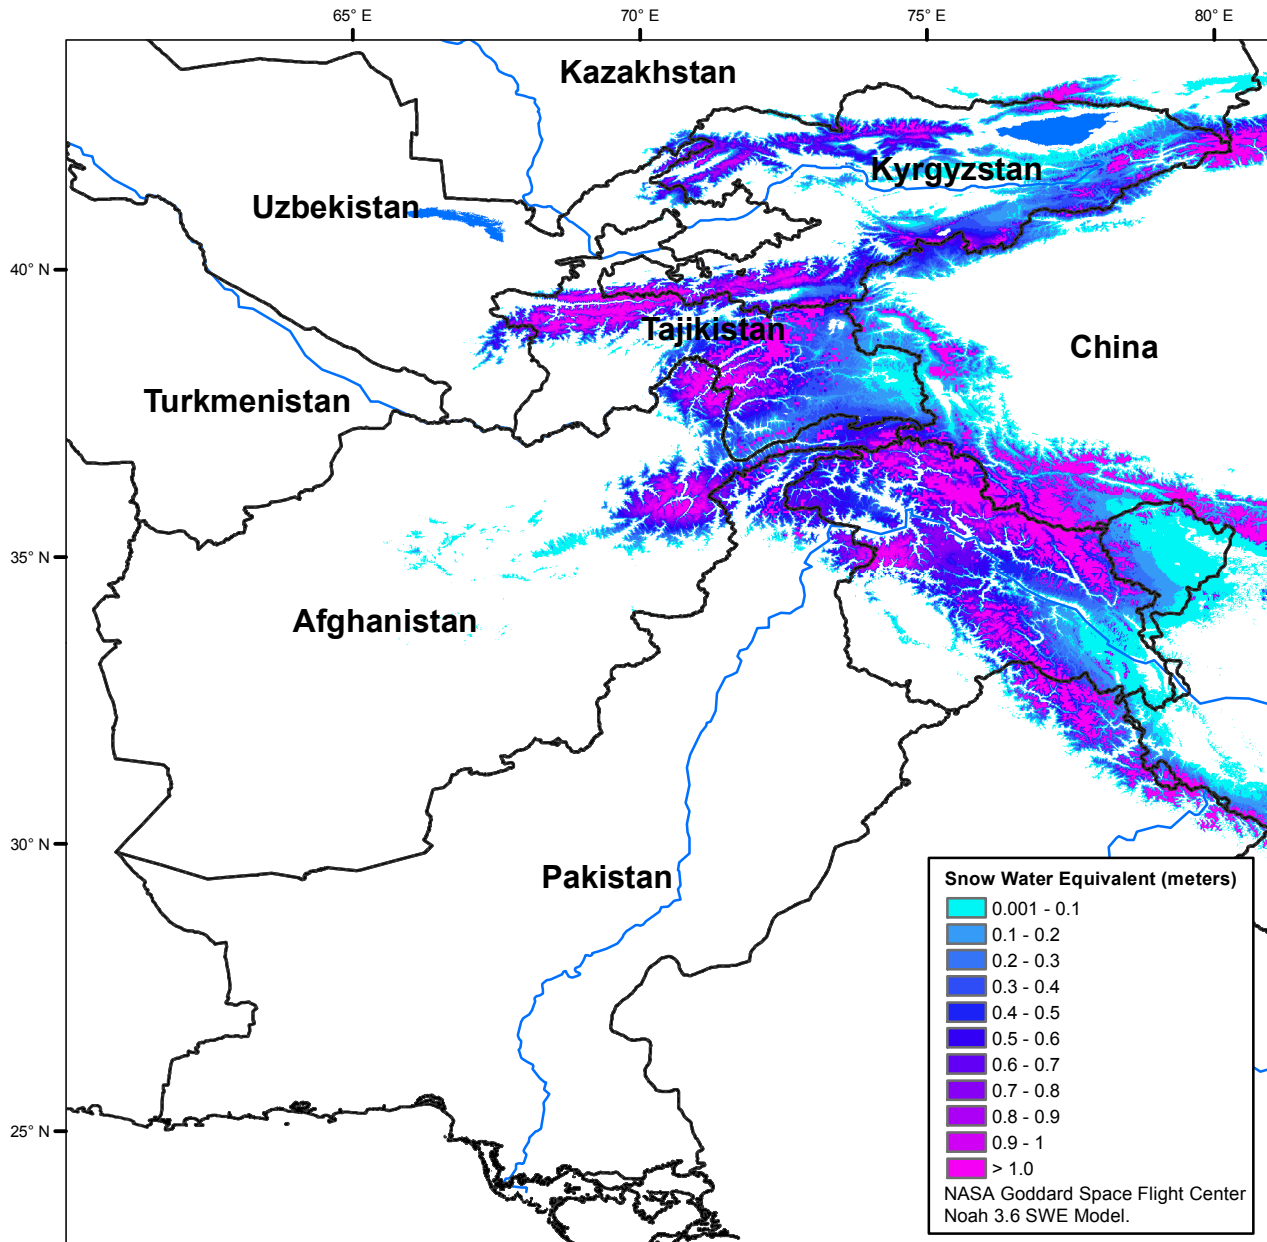 65° E
70° E
75° E
80° E
Kazakhstan
Kyrgyzstan
Uzbekistan
40° N
Tajikistan
China
Turkmenistan
35° N
Afghanistan
30° N
Pakistan
25° N
Snow Water Equivalent (meters)
0.001 - 0.1
0.1 - 0.2
0.2 - 0.3
0.3 - 0.4
0.4 - 0.5
0.5 - 0.6
0.6 - 0.7
0.7 - 0.8
0.8 - 0.9
0.9 - 1
> 1.0
NASA Goddard Space Flight Center
Noah 3.6 SWE Model.